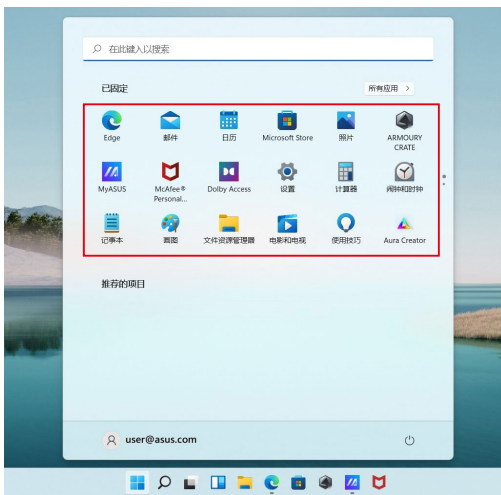 在此键入以搜索
已固定
所有应用 >
Edge
邮件
日历
Microsoft Store
照片
ARMOURY
CRATE
MyASUS
McAfee®
Personal...
Dolby Access
设置
计算器
闹钟和时钟
记事本
画图
文件资源管理器
电影和电视
使用技巧
Aura Creator
推荐的项目
user@asus.com